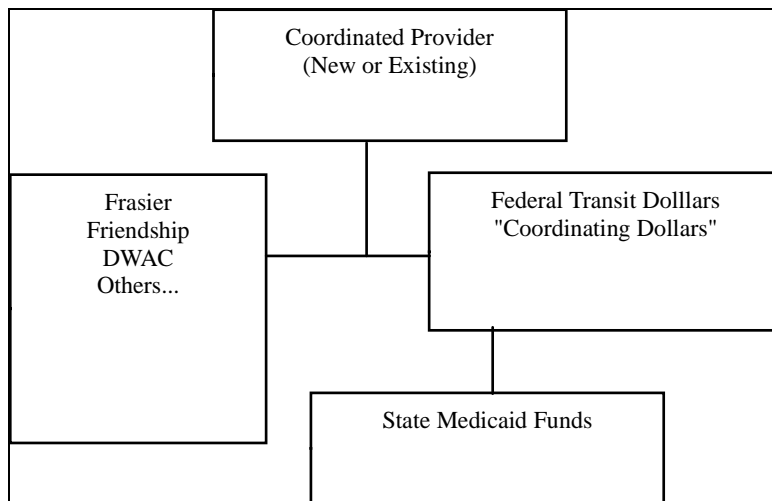 Coordinated Provider
(New or Existing)
Frasier
Friendship
DWAC
Others...
Federal Transit Dolllars
"Coordinating Dollars"
State Medicaid Funds